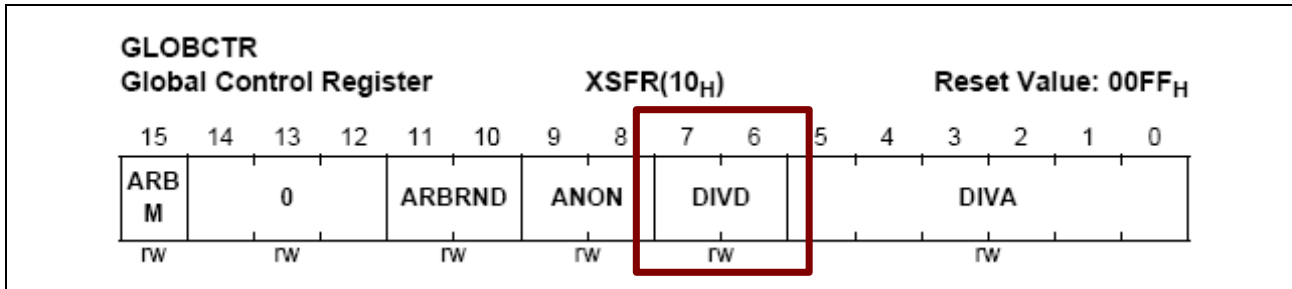 GLOBCTR
Global Control Register XSFR(10H) Reset Value: 00FFH
15 14 13 12 11 10 9 8 7 6 5 4 3 2 1 0
ARB M 0 ARBRND ANON DIVD DIVA
rw rw rw rw rw rw